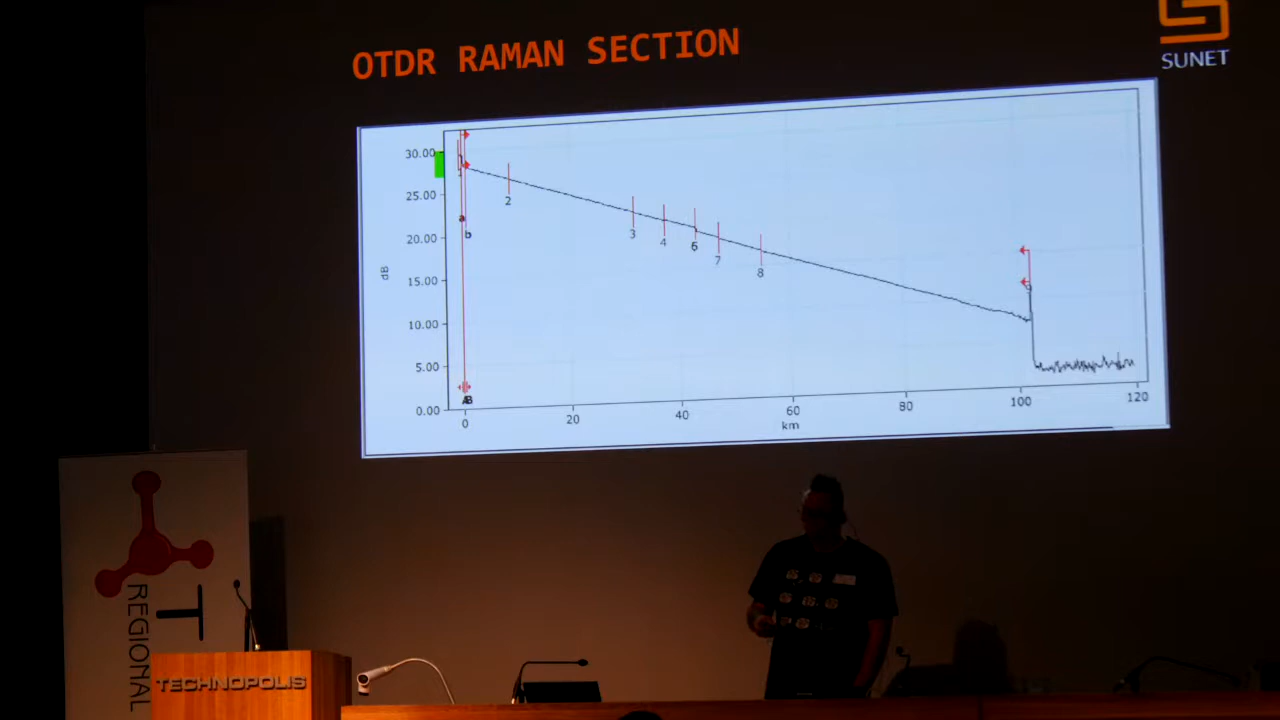 OTDR RAMAN SECTION
SUNET
30.00
25.00
20.00
15.00
10.00
5.00
0.00
dB
a
b
2
3
4
6
7
8
9
AB
0
20
40
60
80
100
120
km
T
REGIONAL
TECHNOPOLIS